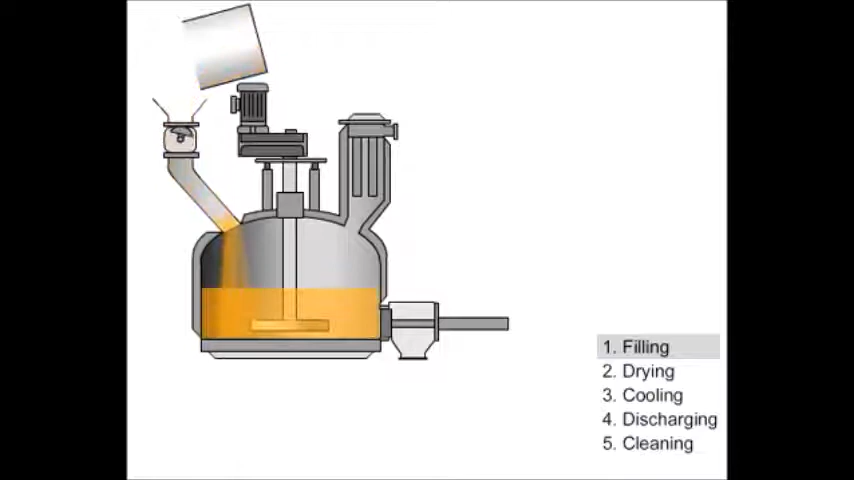 1. Filling
2. Drying
3. Cooling
4. Discharging
5. Cleaning